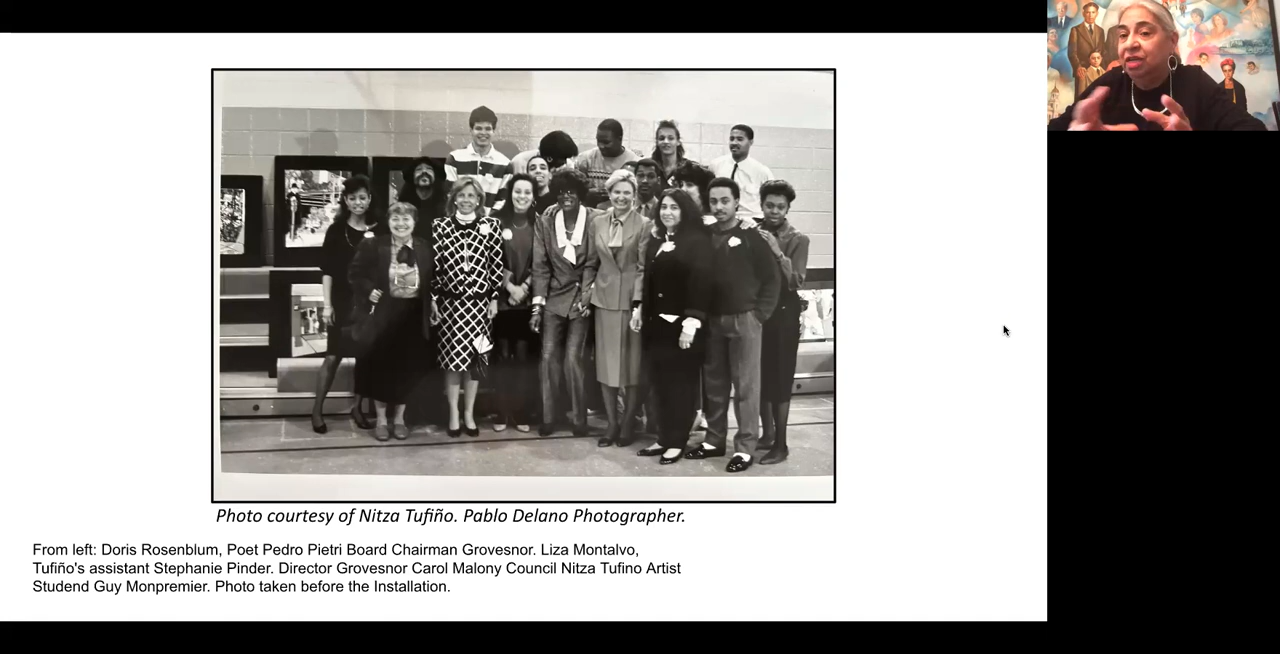 Photo courtesy of Nitza Tufiño. Pablo Delano Photographer.
From left: Doris Rosenblum, Poet Pedro Pietri Board Chairman Grovesnor. Liza Montalvo,
Tufiño's assistant Stephanie Pinder. Director Grovesnor Carol Malony Council Nitza Tufino Artist
Studend Guy Monpremier. Photo taken before the Installation.